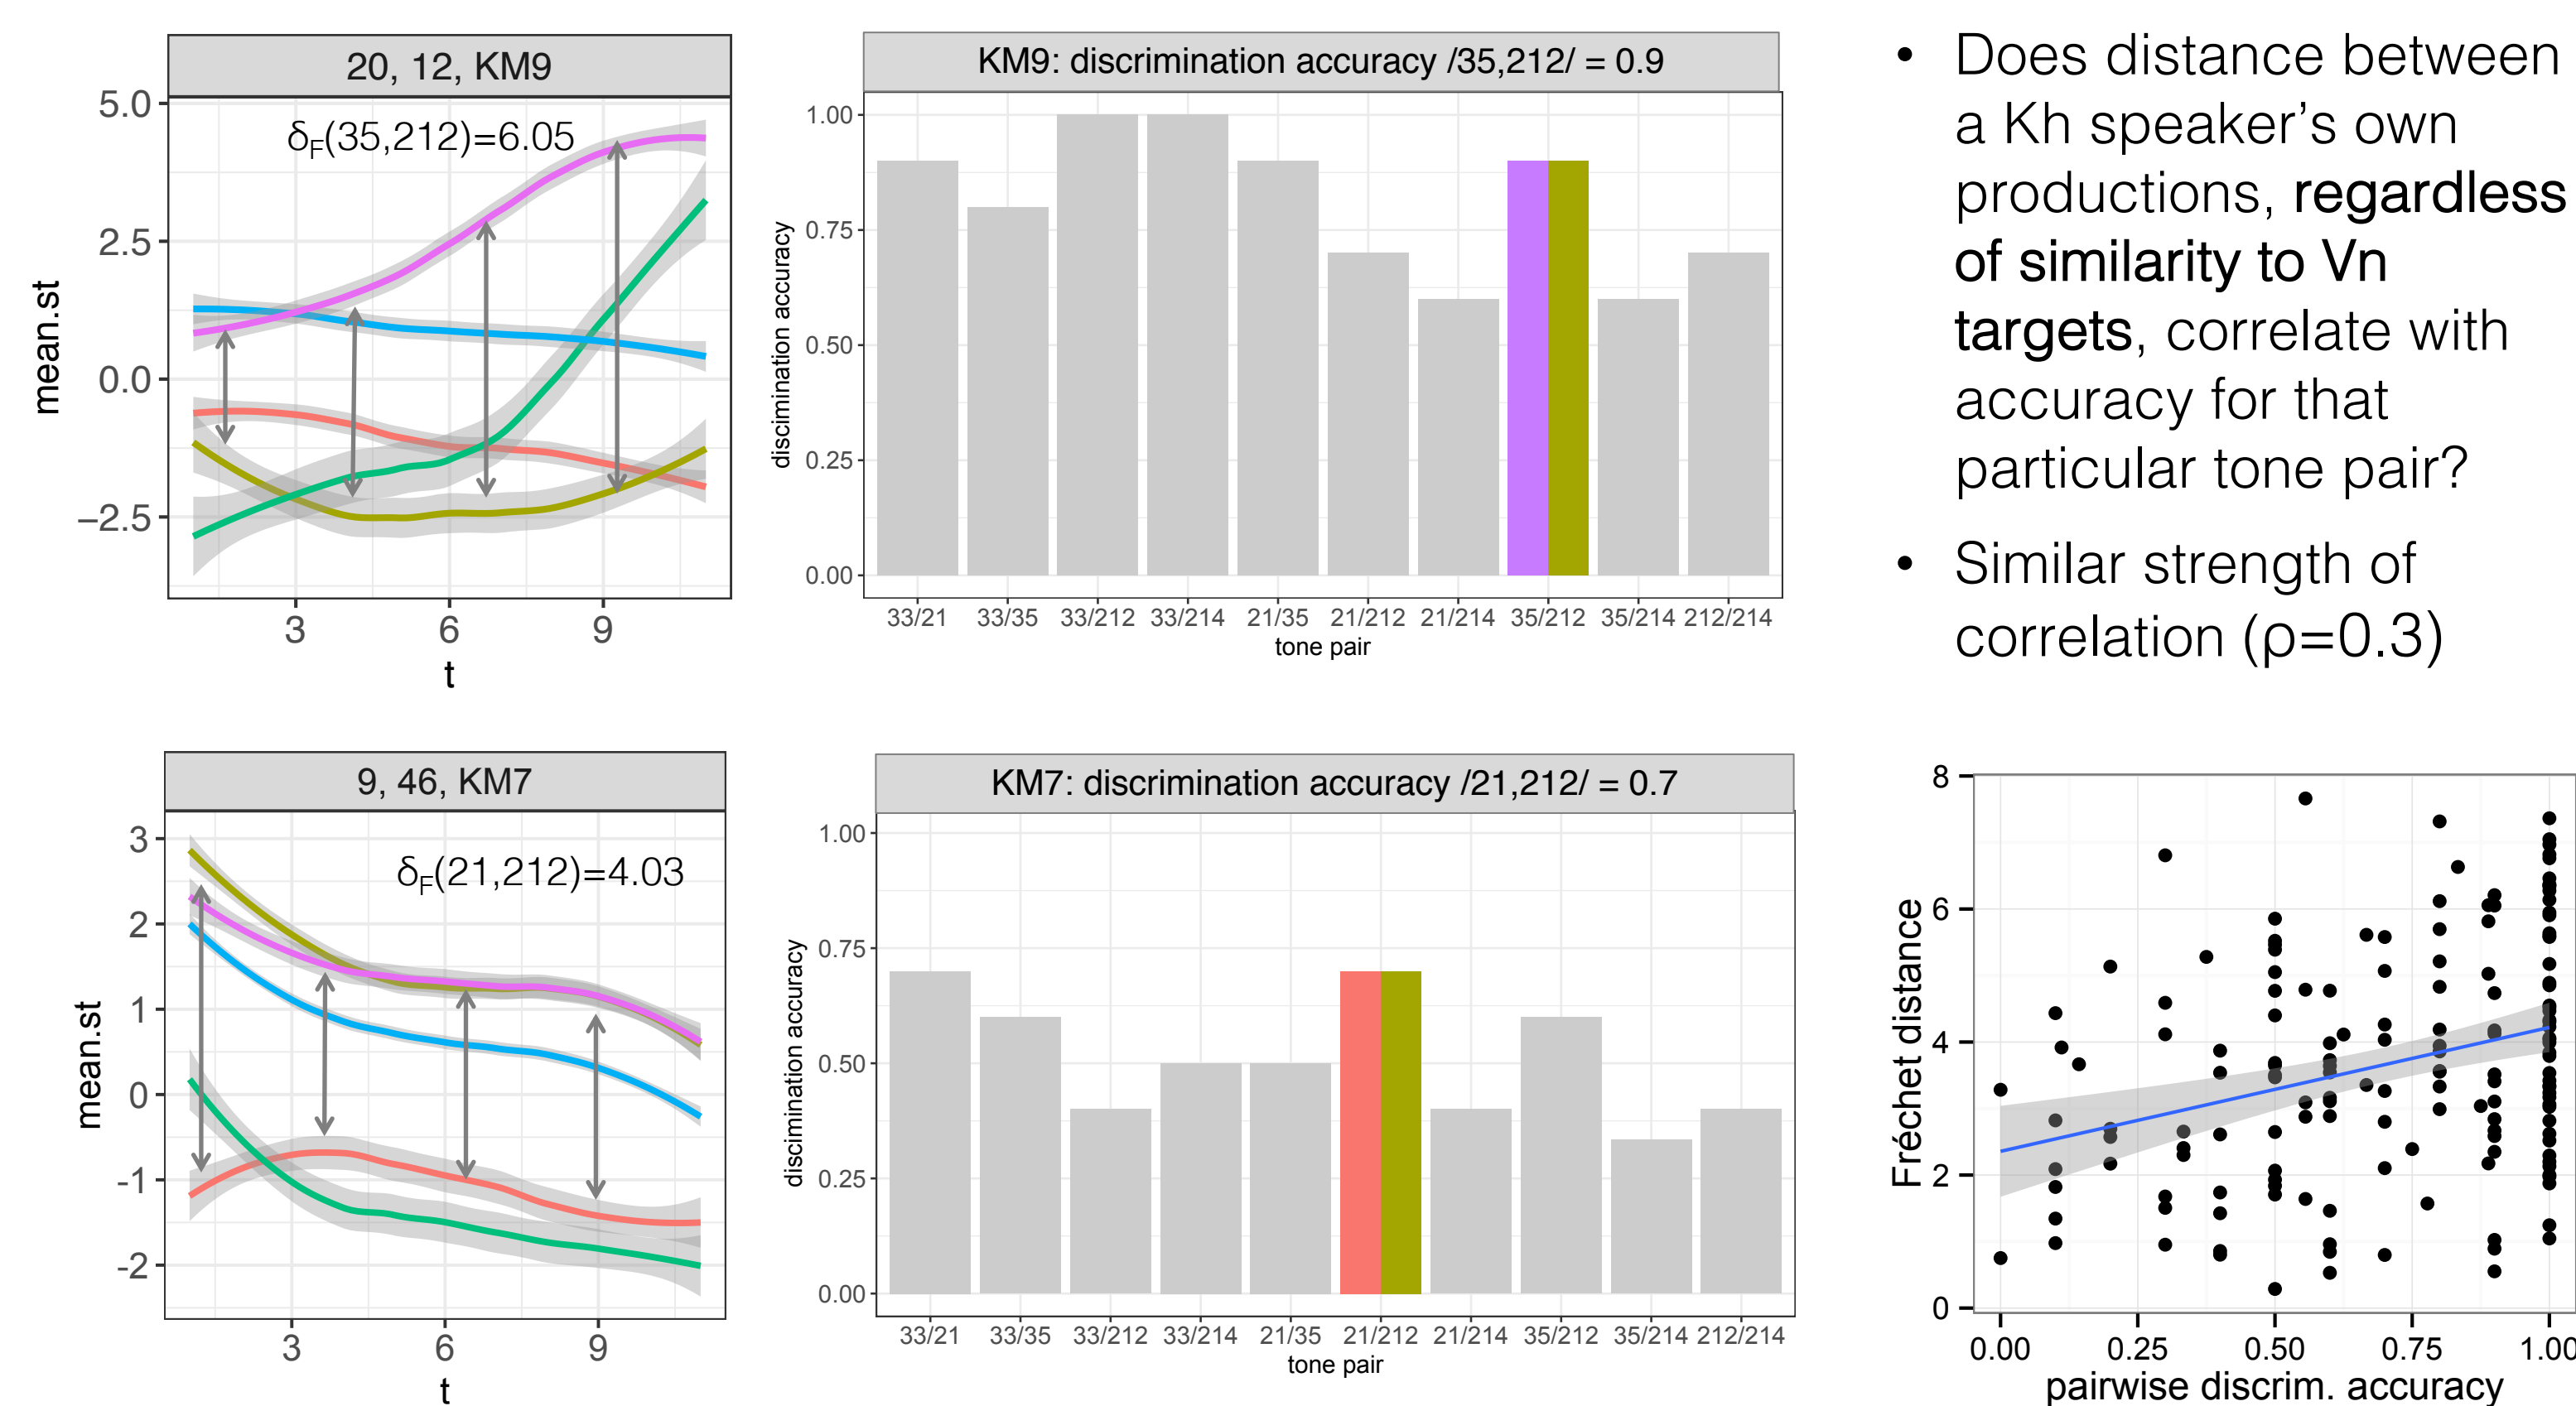 20, 12, KM9
δF(35,212)=6.05
5.0
2.5
0.0
−2.5
mean.st
3 6 9
t
KM9: discrimination accuracy /35,212/ = 0.9
1.00
0.75
0.50
0.25
0.00
discimination accuracy
33/21 33/35 33/212 33/214 21/35 21/212 21/214 35/212 35/214 212/214
tone pair
• Does distance between
a Kh speaker’s own
productions, regardless
of similarity to Vn
targets, correlate with
accuracy for that
particular tone pair?
• Similar strength of
correlation (ρ=0.3)
9, 46, KM7
δF(21,212)=4.03
3
2
1
0
-1
-2
mean.st
3 6 9
t
KM7: discrimination accuracy /21,212/ = 0.7
1.00
0.75
0.50
0.25
0.00
discimination accuracy
33/21 33/35 33/212 33/214 21/35 21/212 21/214 35/212 35/214 212/214
tone pair
8
6
4
2
0
Fréchet distance
0.00 0.25 0.50 0.75 1.00
pairwise discrim. accuracy